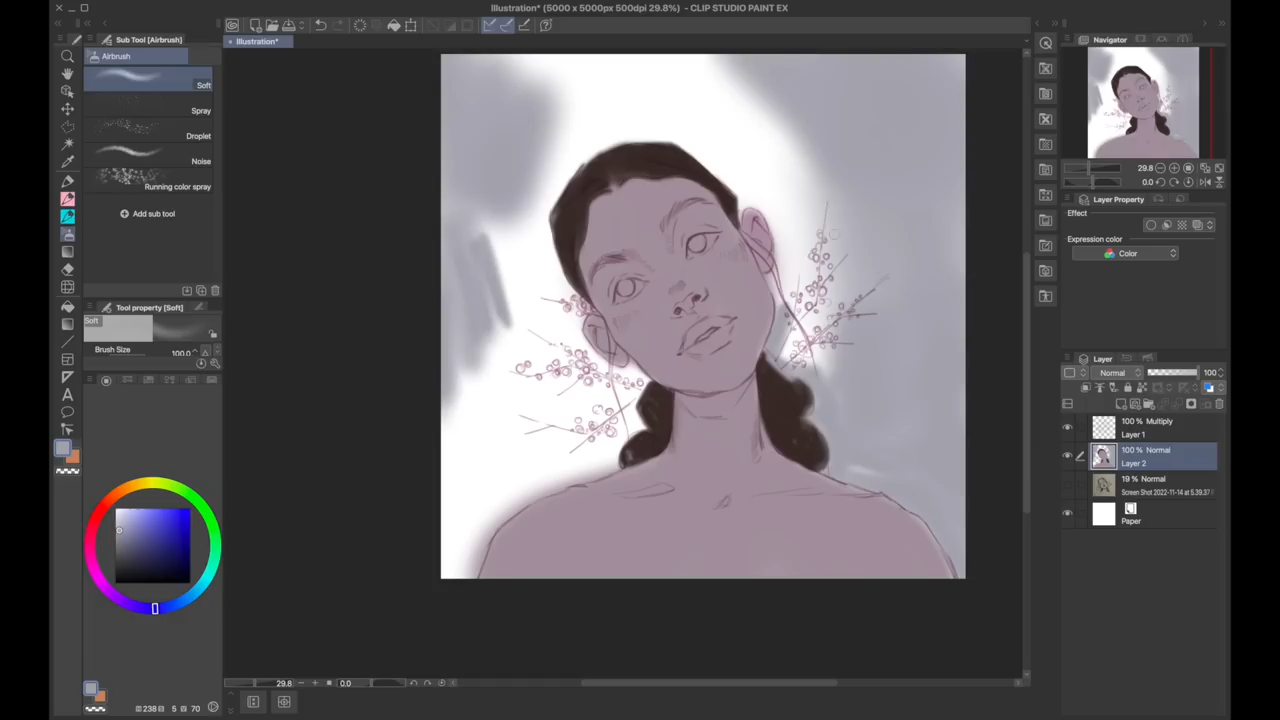 Illustration* (5000 x 5000px 500dpi 29.8%) - CLIP STUDIO PAINT EX
Sub Tool [Airbrush]
Illustration*
Navigator
Airbrush
Soft
Spray
Droplet
Noise
Running color spray
Add sub tool
29.8
0.0
Layer Property
Effect
Expression color
Color
Tool property [Soft]
Soft
Brush Size
100.0
Layer
Normal
100
100 % Multiply
Layer 1
100 % Normal
Layer 2
19 % Normal
Screen Shot 2022-11-14 at 5.39.37
Paper
29.8
0.0
238
S 5
V 70